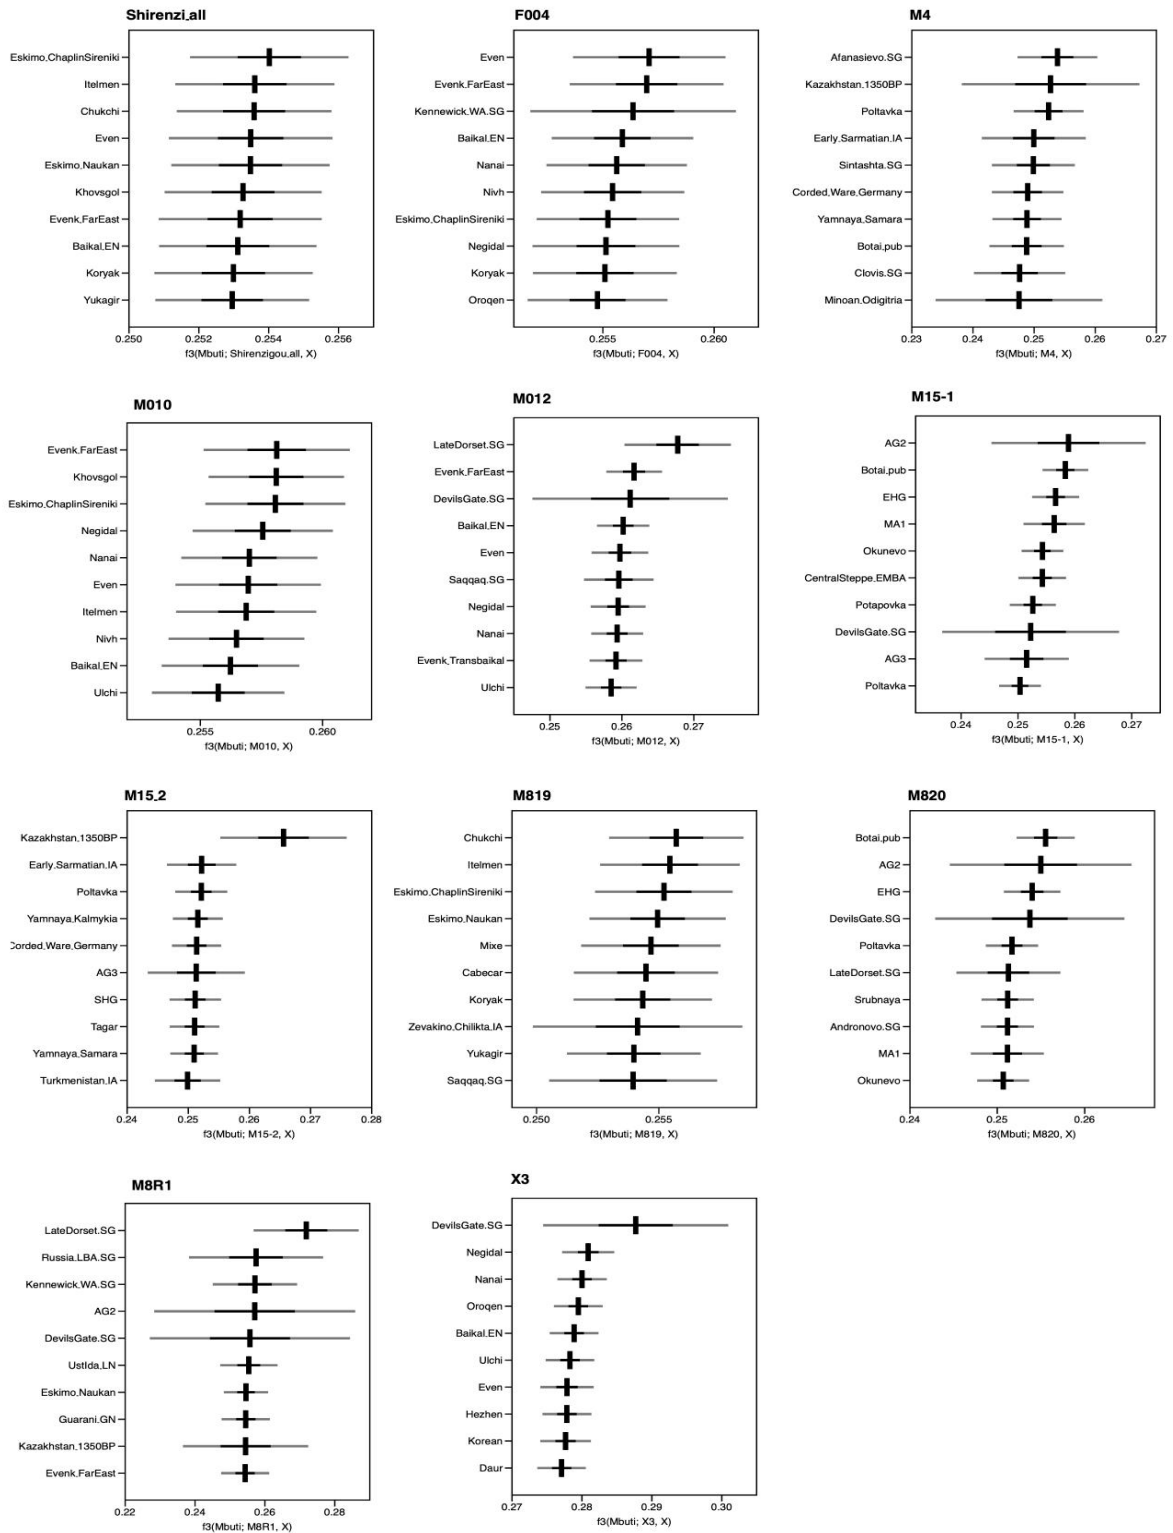 Shirenzi_all
Eskimo.ChaplinSireniki
Itelmen
Chukchi
Even
Eskimo.Naukan
Khovsgol
Evenk.FarEast
Baikal.EN
Koryak
Yukagir
0.250 0.252 0.254 0.256
f3(Mbuti; Shirenzigou.all, X)
F004
Even
Evenk.FarEast
Kennewick.WA.SG
Baikal.EN
Nanai
Nivh
Eskimo.ChaplinSireniki
Negidal
Koryak
Oroqen
0.255 0.260
f3(Mbuti; F004, X)
M4
Afanasievo.SG
Kazakhstan.1350BP
Poltavka
Early.Sarmatian.IA
Sintashta.SG
Corded.Ware.Germany
Yamnaya.Samara
Botai.pub
Clovis.SG
Minoan.Odigitria
0.23 0.24 0.25 0.26 0.27
f3(Mbuti; M4, X)
M010
Evenk.FarEast
Khovsgol
Eskimo.ChaplinSireniki
Negidal
Nanai
Even
Itelmen
Nivh
Baikal.EN
Ulchi
0.255 0.260
f3(Mbuti; M010, X)
M012
LateDorset.SG
Evenk.FarEast
DevilsGate.SG
Baikal.EN
Even
Saqqaq.SG
Negidal
Nanai
Evenk.Transbaikal
Ulchi
0.25 0.26 0.27
f3(Mbuti; M012, X)
M15-1
AG2
Botai.pub
EHG
MA1
Okunevo
CentralSteppe.EMBA
Potapovka
DevilsGate.SG
AG3
Poltavka
0.24 0.25 0.26 0.27
f3(Mbuti; M15-1, X)
M15_2
Kazakhstan.1350BP
Early.Sarmatian.IA
Poltavka
Yamnaya.Kalmykia
Corded.Ware.Germany
AG3
SHG
Tagar
Yamnaya.Samara
Turkmenistan.IA
0.24 0.25 0.26 0.27 0.28
f3(Mbuti; M15-2, X)
M819
Chukchi
Itelmen
Eskimo.ChaplinSireniki
Eskimo.Naukan
Mixe
Cabecar
Koryak
Zevakino.Chilikta.IA
Yukagir
Saqqaq.SG
0.250 0.255
f3(Mbuti; M819, X)
M820
Botai.pub
AG2
EHG
DevilsGate.SG
Poltavka
LateDorset.SG
Srubnaya
Andronovo.SG
MA1
Okunevo
0.24 0.25 0.26
f3(Mbuti; M820, X)
M8R1
LateDorset.SG
Russia.LBA.SG
Kennewick.WA.SG
AG2
DevilsGate.SG
UstIda.LN
Eskimo.Naukan
Guarani.GN
Kazakhstan.1350BP
Evenk.FarEast
0.22 0.24 0.26 0.28
f3(Mbuti; M8R1, X)
X3
DevilsGate.SG
Negidal
Nanai
Oroqen
Baikal.EN
Ulchi
Even
Hezhen
Korean
Daur
0.27 0.28 0.29 0.30
f3(Mbuti; X3, X)